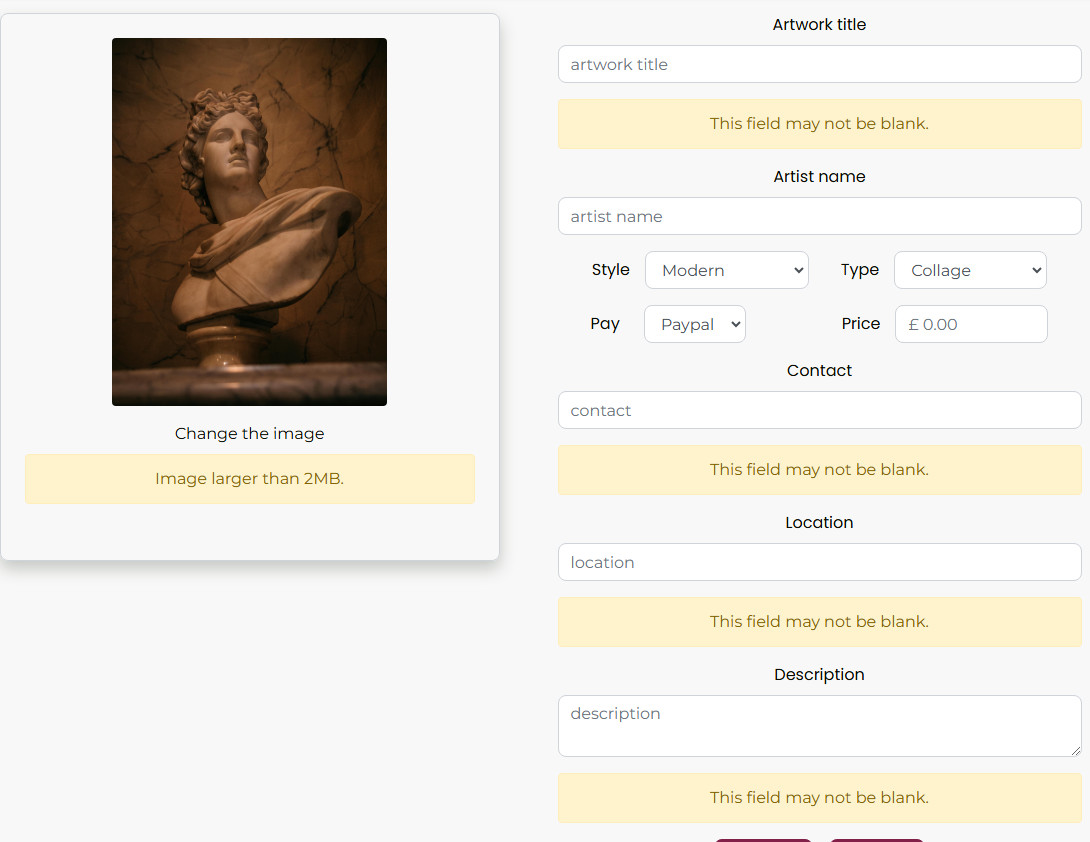 Change the image
Image larger than 2MB.
Artwork title
artwork title
This field may not be blank.
Artist name
artist name
Style Modern Type Collage
Pay Paypal Price £ 0.00
Contact
contact
This field may not be blank.
Location
location
This field may not be blank.
Description
description
This field may not be blank.